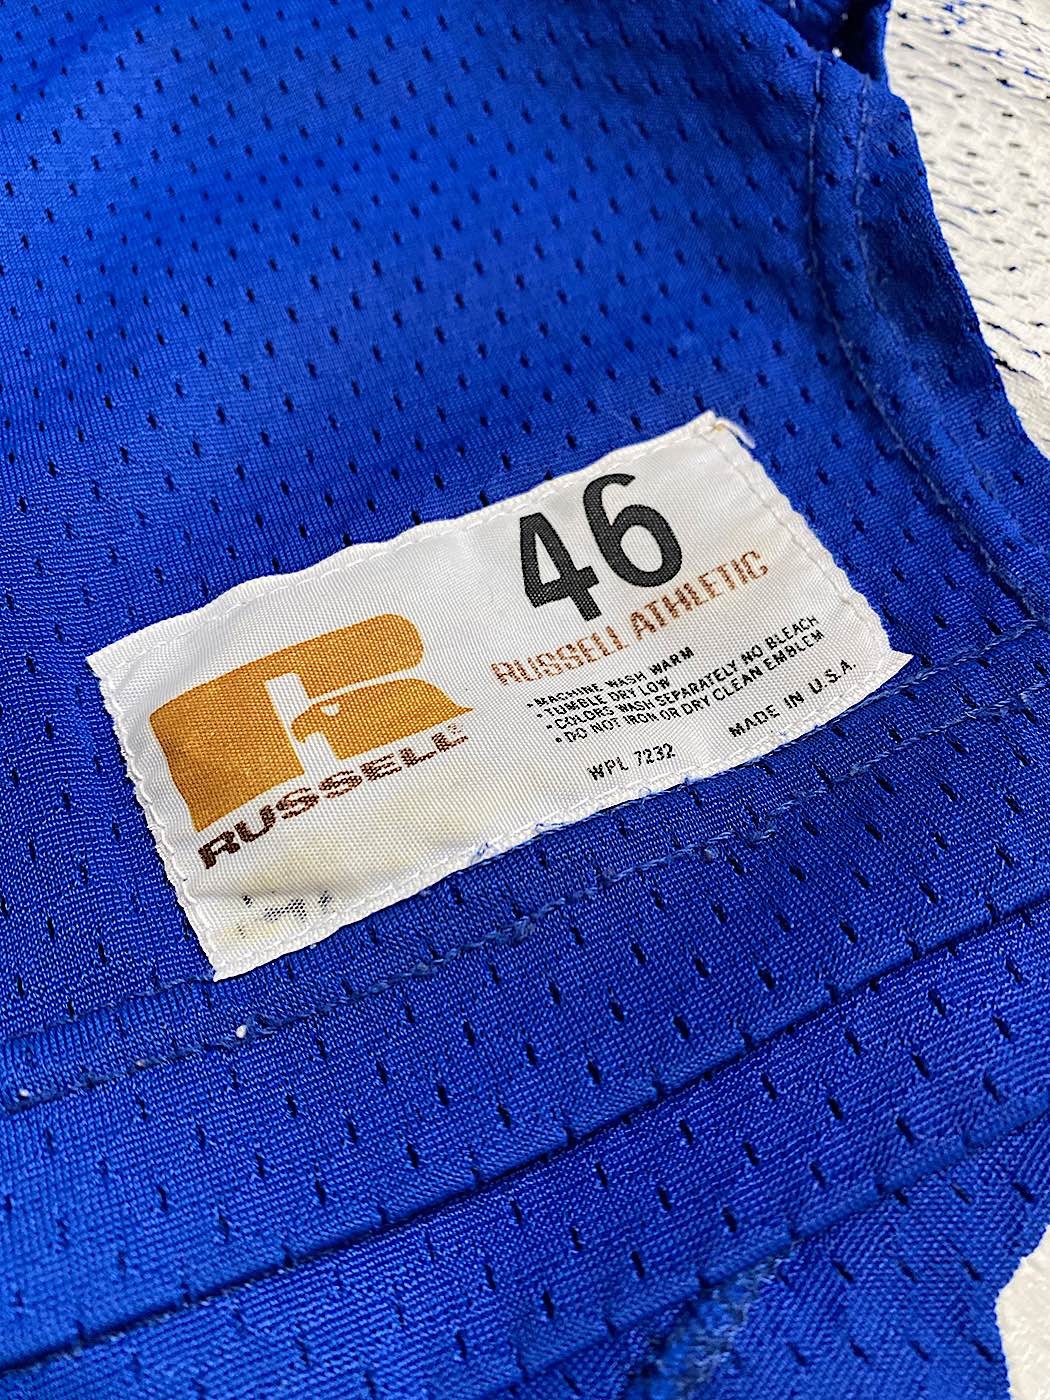 46
RUSSELL ATHLETIC
• MACHINE WASH WARM
• TUMBLE DRY LOW
• COLORS WASH SEPARATELY NO BLEACH
• DO NOT IRON OR DRY CLEAN EMBLEM
WPL 7232 MADE IN U.S.A.
RUSSELL